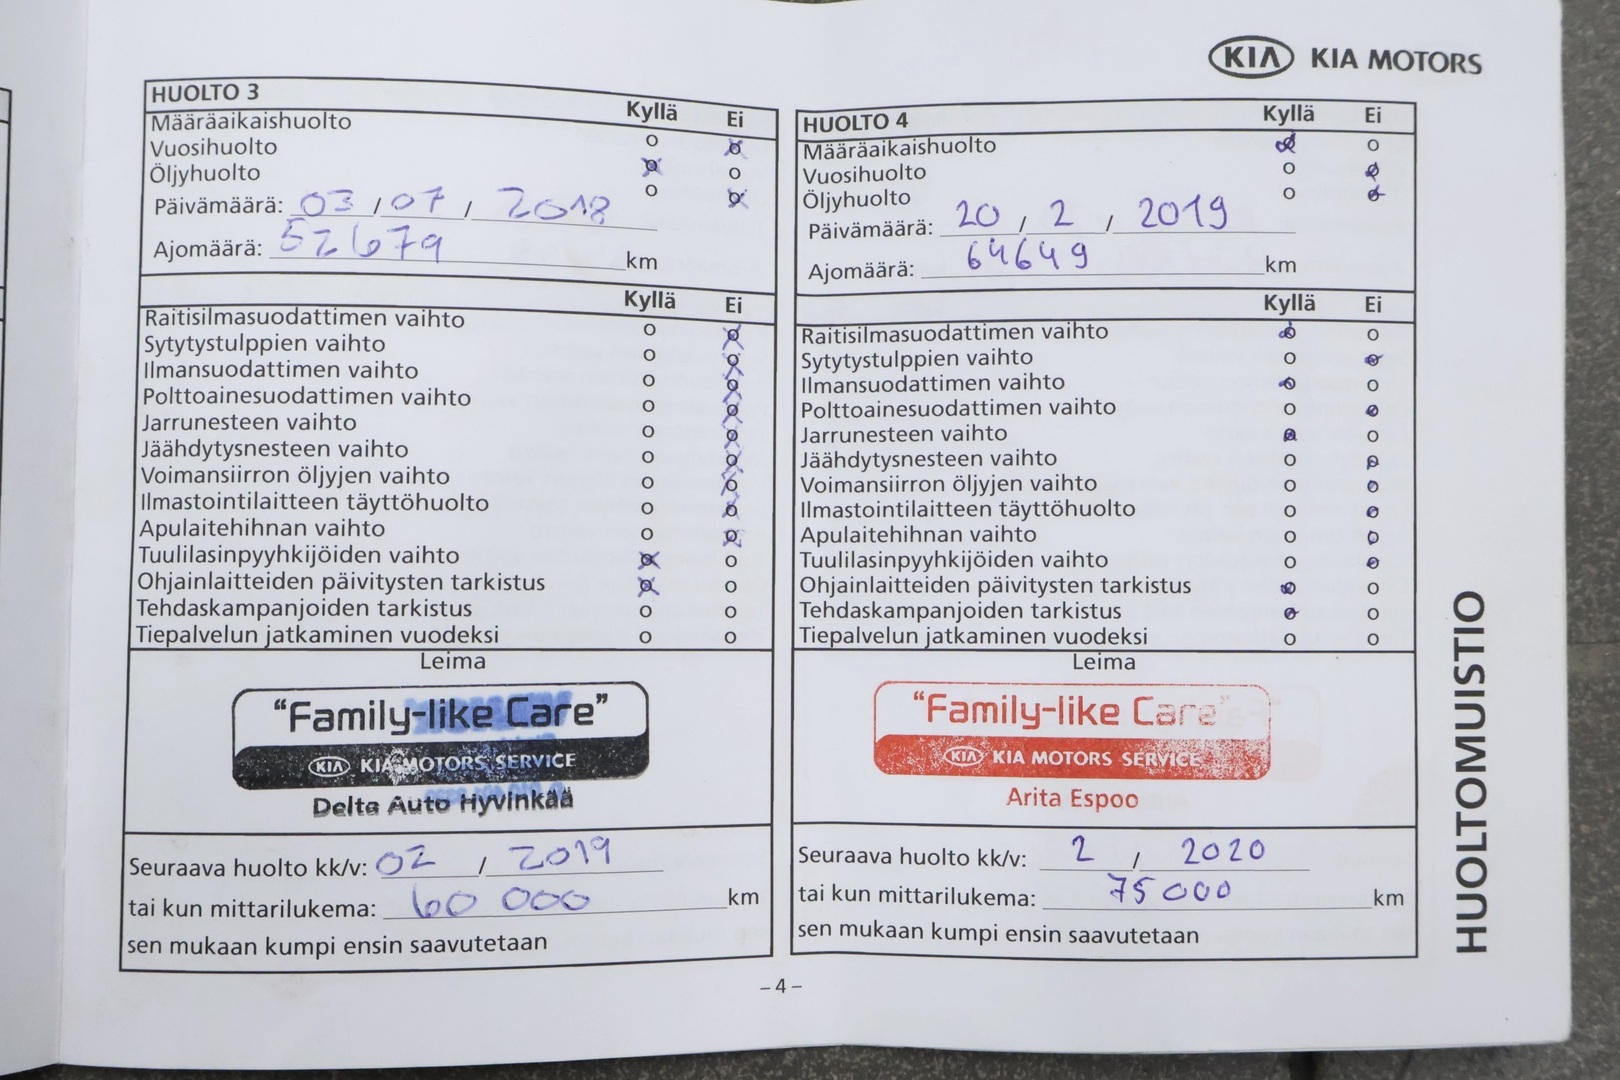 KIA KIA MOTORS
HUOLTO 3 Kyllä Ei
Määräaikaishuolto o o
Vuosihuolto o o
Öljyhuolto o o
Päivämäärä: 03 / 07 / 2018
Ajomäärä: 52679 km
Kyllä Ei
Raitisilmasuodattimen vaihto o o
Sytytystulppien vaihto o o
Ilmansuodattimen vaihto o o
Polttoainesuodattimen vaihto o o
Jarrunesteen vaihto o o
Jäähdytysnesteen vaihto o o
Voimansiirron öljyjen vaihto o o
Ilmastointilaitteen täyttöhuolto o o
Apulaitehihnan vaihto o o
Tuulilasinpyyhkijöiden vaihto o o
Ohjainlaitteiden päivitysten tarkistus o o
Tehdaskampanjoiden tarkistus o o
Tiepalvelun jatkaminen vuodeksi o o
Leima
"Family-like Care"
KIA KIA MOTORS SERVICE
Delta Auto Hyvinkää
Seuraava huolto kk/v: 02 / 2019
tai kun mittarilukema: 60 000 km
sen mukaan kumpi ensin saavutetaan
HUOLTO 4 Kyllä Ei
Määräaikaishuolto o o
Vuosihuolto o o
Öljyhuolto o o
Päivämäärä: 20 / 2 / 2019
Ajomäärä: 64649 km
Kyllä Ei
Raitisilmasuodattimen vaihto o o
Sytytystulppien vaihto o o
Ilmansuodattimen vaihto o o
Polttoainesuodattimen vaihto o o
Jarrunesteen vaihto o o
Jäähdytysnesteen vaihto o o
Voimansiirron öljyjen vaihto o o
Ilmastointilaitteen täyttöhuolto o o
Apulaitehihnan vaihto o o
Tuulilasinpyyhkijöiden vaihto o o
Ohjainlaitteiden päivitysten tarkistus o o
Tehdaskampanjoiden tarkistus o o
Tiepalvelun jatkaminen vuodeksi o o
Leima
"Family-like Care"
KIA KIA MOTORS SERVICE
Arita Espoo
Seuraava huolto kk/v: 2 / 2020
tai kun mittarilukema: 75 000 km
sen mukaan kumpi ensin saavutetaan
HUOLTOMUISTIO
– 4 –